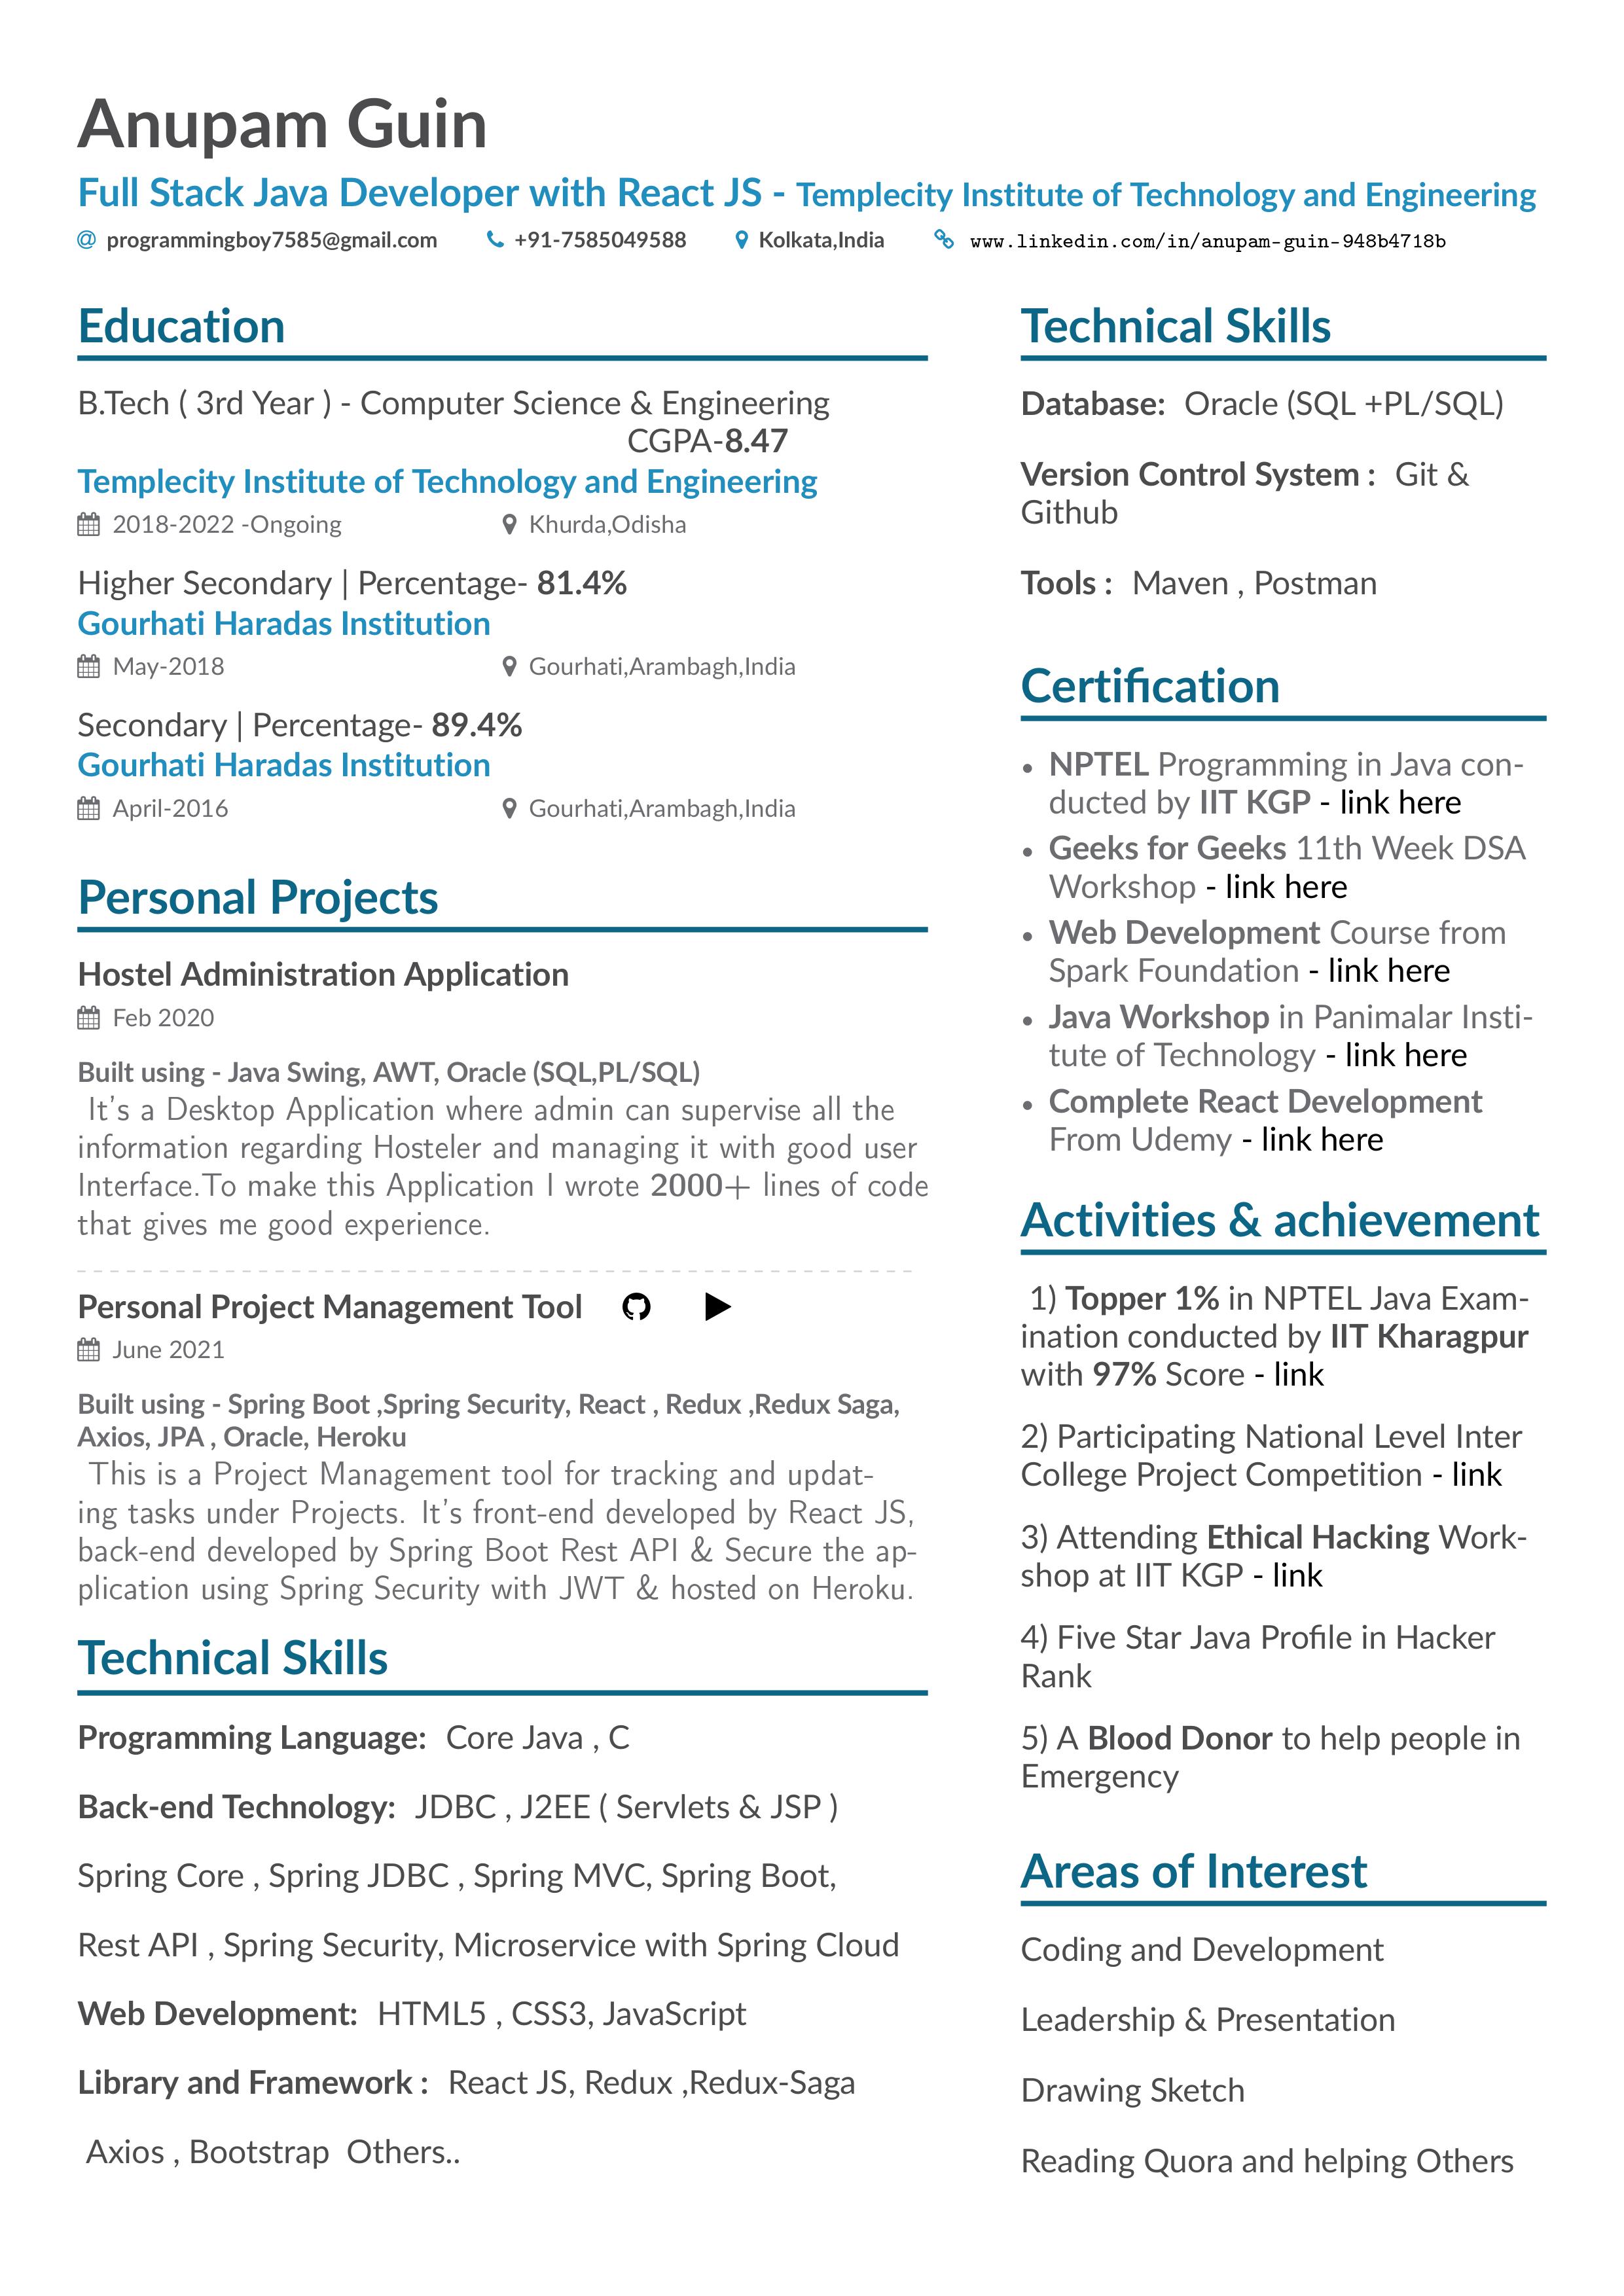 Anupam Guin
Full Stack Java Developer with React JS - Templecity Institute of Technology and Engineering
programmingboy7585@gmail.com +91-7585049588 Kolkata,India www.linkedin.com/in/anupam-guin-948b4718b
Education
B.Tech ( 3rd Year ) - Computer Science & Engineering
CGPA-8.47
Templecity Institute of Technology and Engineering
2018-2022 -Ongoing Khurda,Odisha
Higher Secondary | Percentage- 81.4%
Gourhati Haradas Institution
May-2018 Gourhati,Arambagh,India
Secondary | Percentage- 89.4%
Gourhati Haradas Institution
April-2016 Gourhati,Arambagh,India
Personal Projects
Hostel Administration Application
Feb 2020
Built using - Java Swing, AWT, Oracle (SQL,PL/SQL)
It's a Desktop Application where admin can supervise all the
information regarding Hosteler and managing it with good user
Interface.To make this Application I wrote 2000+ lines of code
that gives me good experience.
Personal Project Management Tool
June 2021
Built using - Spring Boot ,Spring Security, React , Redux ,Redux Saga,
Axios, JPA , Oracle, Heroku
This is a Project Management tool for tracking and updat-
ing tasks under Projects. It's front-end developed by React JS,
back-end developed by Spring Boot Rest API & Secure the ap-
plication using Spring Security with JWT & hosted on Heroku.
Technical Skills
Programming Language: Core Java , C
Back-end Technology: JDBC , J2EE ( Servlets & JSP )
Spring Core , Spring JDBC , Spring MVC, Spring Boot,
Rest API , Spring Security, Microservice with Spring Cloud
Web Development: HTML5 , CSS3, JavaScript
Library and Framework : React JS, Redux ,Redux-Saga
Axios , Bootstrap Others..
Technical Skills
Database: Oracle (SQL +PL/SQL)
Version Control System : Git &
Github
Tools : Maven , Postman
Certification
• NPTEL Programming in Java con-
ducted by IIT KGP - link here
• Geeks for Geeks 11th Week DSA
Workshop - link here
• Web Development Course from
Spark Foundation - link here
• Java Workshop in Panimalar Insti-
tute of Technology - link here
• Complete React Development
From Udemy - link here
Activities & achievement
1) Topper 1% in NPTEL Java Exam-
ination conducted by IIT Kharagpur
with 97% Score - link
2) Participating National Level Inter
College Project Competition - link
3) Attending Ethical Hacking Work-
shop at IIT KGP - link
4) Five Star Java Profile in Hacker
Rank
5) A Blood Donor to help people in
Emergency
Areas of Interest
Coding and Development
Leadership & Presentation
Drawing Sketch
Reading Quora and helping Others